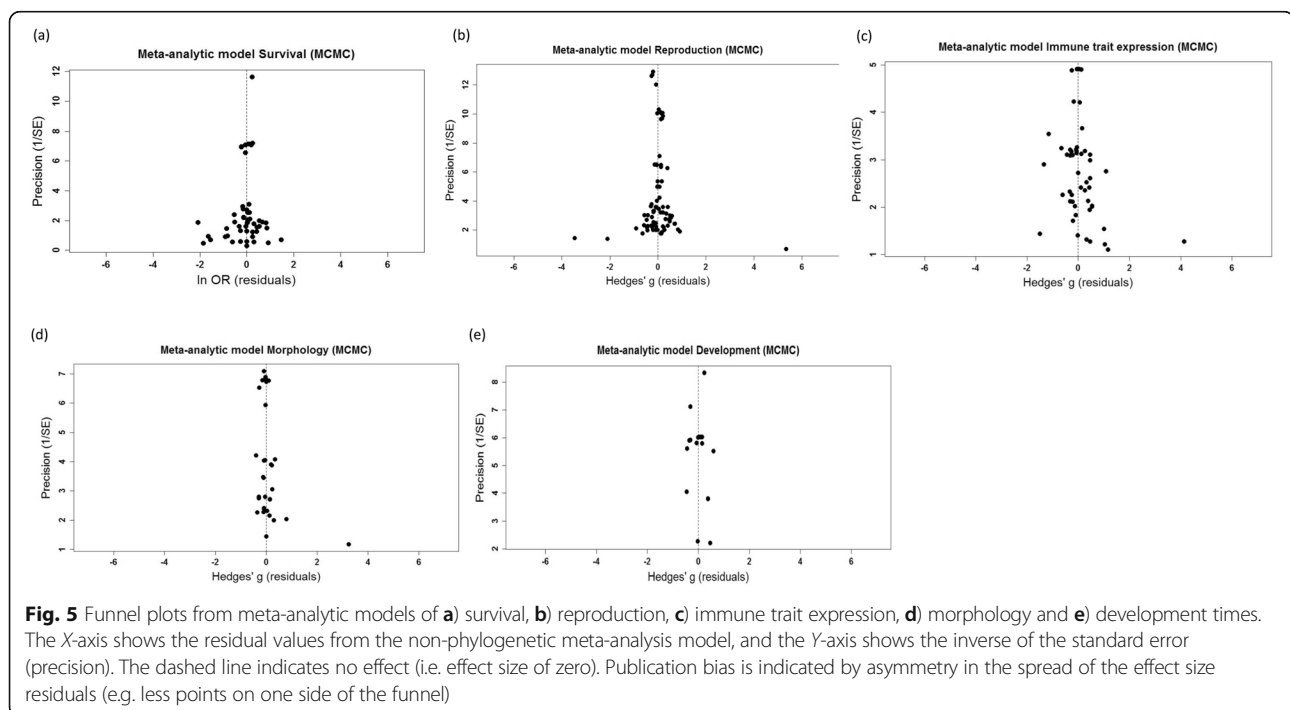 (a)
Meta-analytic model Survival (MCMC)
Precision (1/SE)
0 2 4 6 8 10 12
-6 -4 -2 0 2 4 6
ln OR (residuals)
(b)
Meta-analytic model Reproduction (MCMC)
Precision (1/SE)
2 4 6 8 10 12
-6 -4 -2 0 2 4 6
Hedges' g (residuals)
(c)
Meta-analytic model Immune trait expression (MCMC)
Precision (1/SE)
1 2 3 4 5
-6 -4 -2 0 2 4 6
Hedges' g (residuals)
(d)
Meta-analytic model Morphology (MCMC)
Precision (1/SE)
1 2 3 4 5 6 7
-6 -4 -2 0 2 4 6
Hedges' g (residuals)
(e)
Meta-analytic model Development (MCMC)
Precision (1/SE)
2 3 4 5 6 7 8
-6 -4 -2 0 2 4 6
Hedges' g (residuals)
Fig. 5 Funnel plots from meta-analytic models of a) survival, b) reproduction, c) immune trait expression, d) morphology and e) development times.
The X-axis shows the residual values from the non-phylogenetic meta-analysis model, and the Y-axis shows the inverse of the standard error
(precision). The dashed line indicates no effect (i.e. effect size of zero). Publication bias is indicated by asymmetry in the spread of the effect size
residuals (e.g. less points on one side of the funnel)